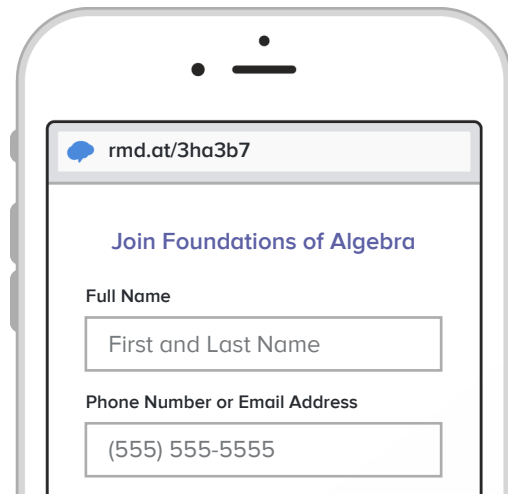 rmd.at/3ha3b7
Join Foundations of Algebra
Full Name
First and Last Name
Phone Number or Email Address
(555) 555-5555